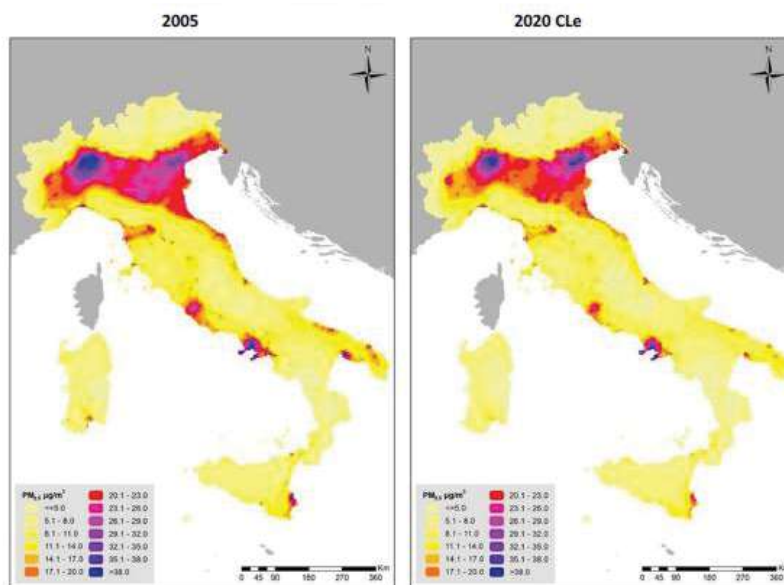 2005
2020 CLe
N
N
PM2.5 µg/m³
<=5.0
5.1 - 8.0
8.1 - 11.0
11.1 - 14.0
14.1 - 17.0
17.1 - 20.0
20.1 - 23.0
23.1 - 26.0
26.1 - 29.0
29.1 - 32.0
32.1 - 35.0
35.1 - 38.0
>38.0
Km
0 45 90 180 270 360
PM2.5 µg/m³
<=5.0
5.1 - 8.0
8.1 - 11.0
11.1 - 14.0
14.1 - 17.0
17.1 - 20.0
20.1 - 23.0
23.1 - 26.0
26.1 - 29.0
29.1 - 32.0
32.1 - 35.0
35.1 - 38.0
>38.0
0 45 90 180 270